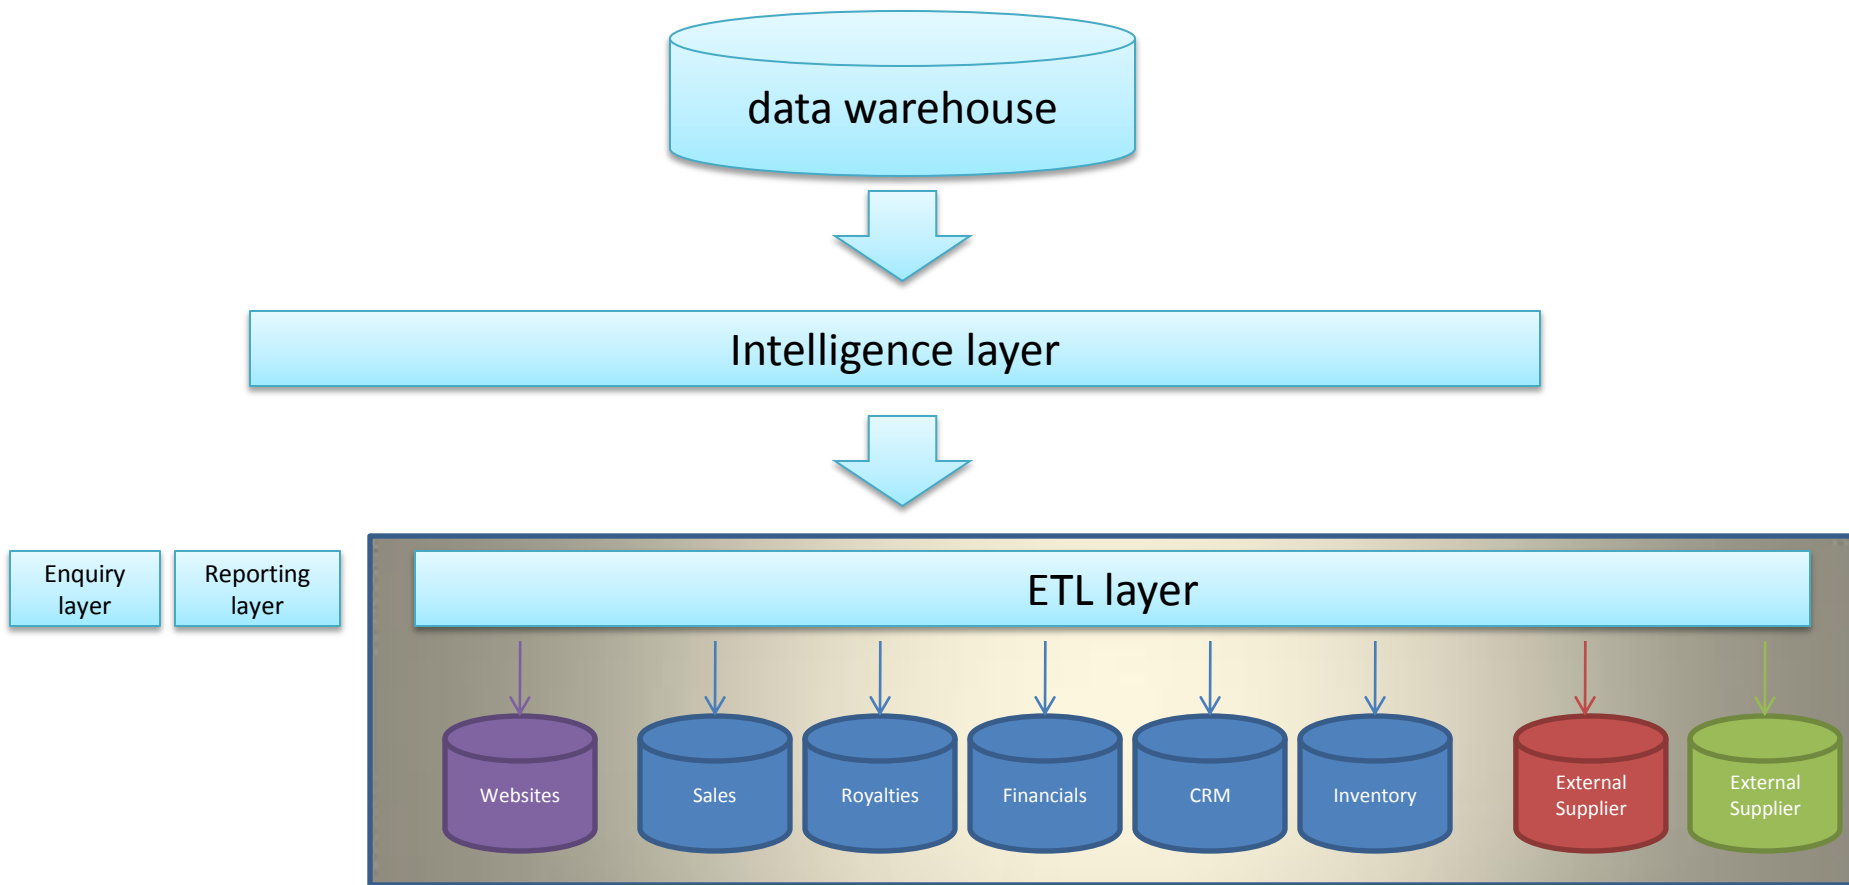 data warehouse
Intelligence layer
Enquiry
layer
Reporting
layer
ETL layer
Websites
Sales
Royalties
Financials
CRM
Inventory
External
Supplier
External
Supplier